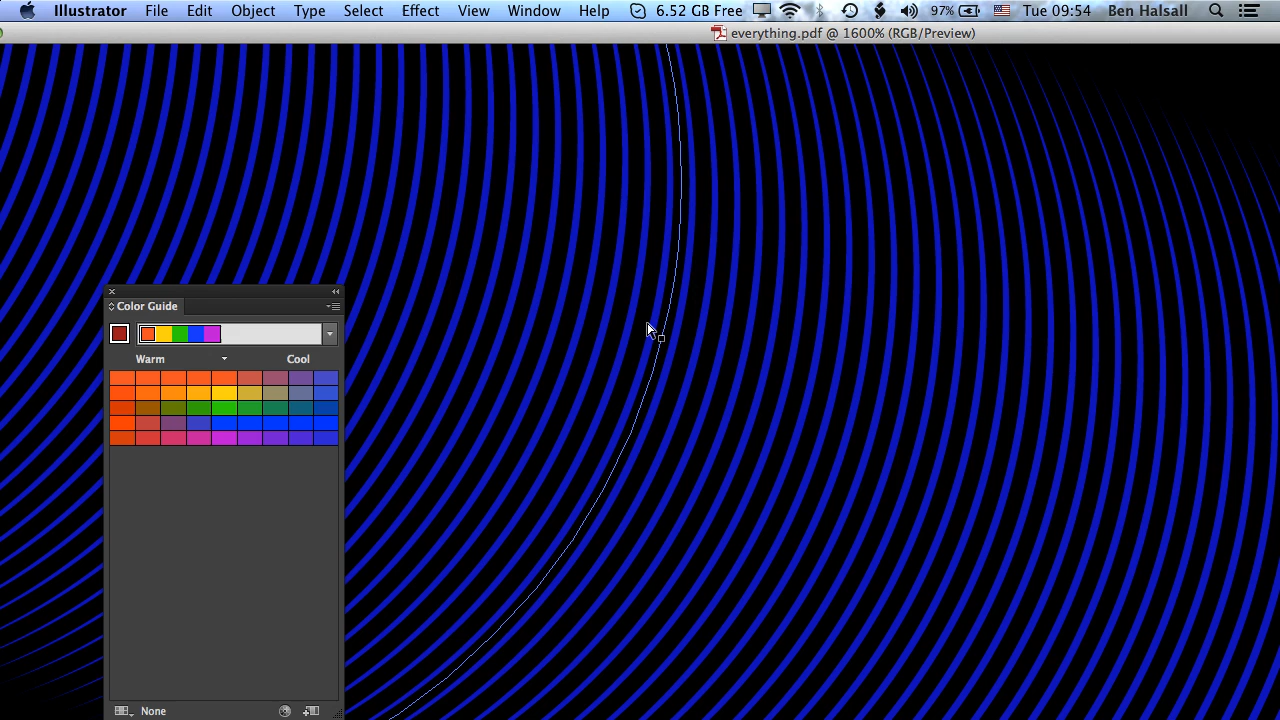 Illustrator File Edit Object Type Select Effect View Window Help 6.52 GB Free 97% Tue 09:54 Ben Halsall
everything.pdf @ 1600% (RGB/Preview)
Color Guide
Warm Cool
None